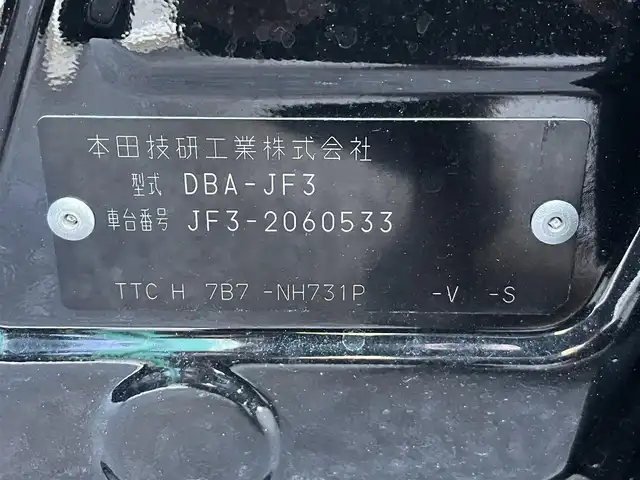 本田技研工業株式会社
型式 DBA-JF3
車台番号 JF3-2060533
TTC H 7B7 -NH731P -V -S